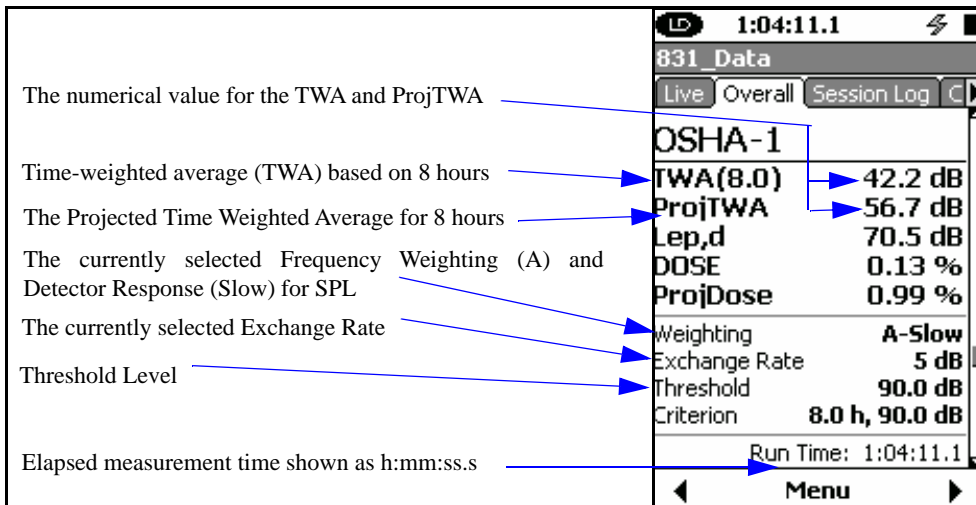 The numerical value for the TWA and ProjTWA
Time-weighted average (TWA) based on 8 hours
The Projected Time Weighted Average for 8 hours
The currently selected Frequency Weighting (A) and
Detector Response (Slow) for SPL
The currently selected Exchange Rate
Threshold Level
Elapsed measurement time shown as h:mm:ss.s
LD 1:04:11.1
831_Data
Live Overall Session Log C
OSHA-1
TWA(8.0) 42.2 dB
ProjTWA 56.7 dB
Lep,d 70.5 dB
DOSE 0.13 %
ProjDose 0.99 %
Weighting A-Slow
Exchange Rate 5 dB
Threshold 90.0 dB
Criterion 8.0 h, 90.0 dB
Run Time: 1:04:11.1
Menu